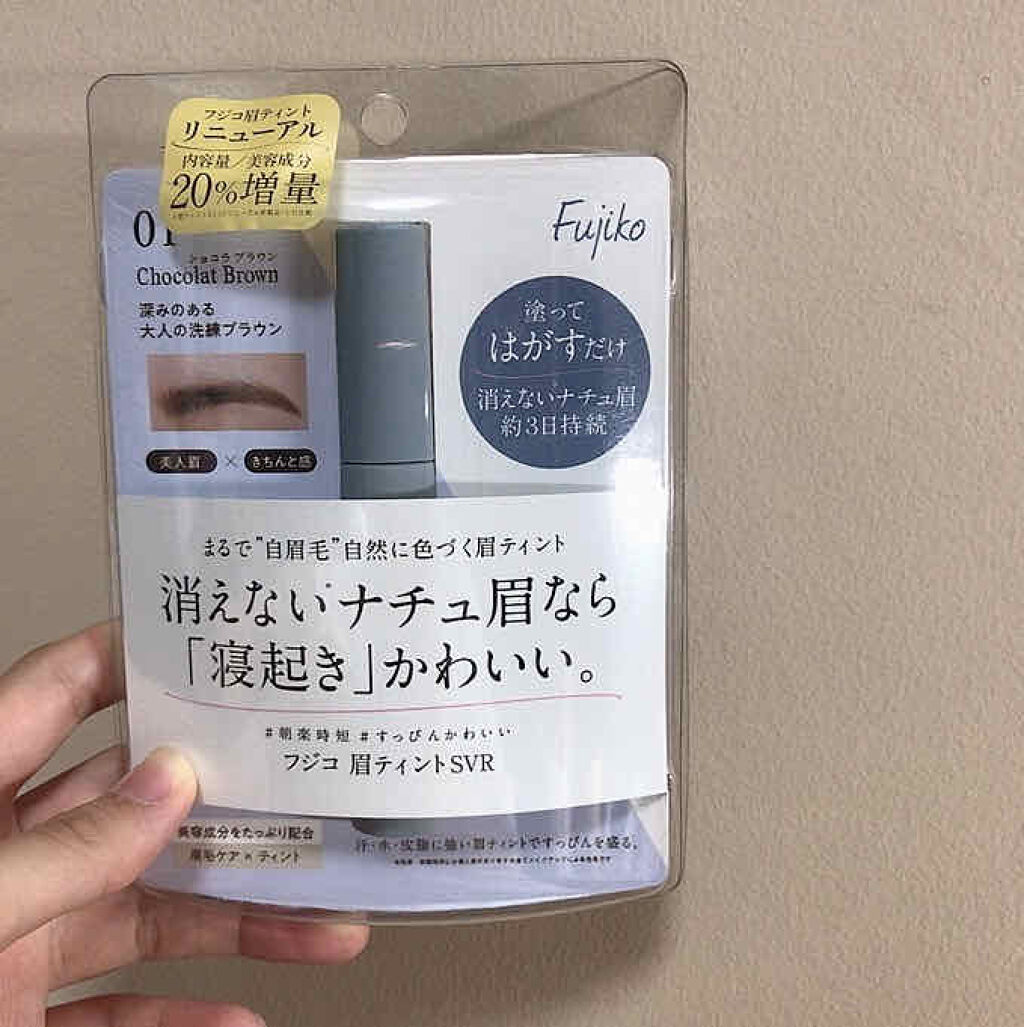 フジコ眉ティント
リニューアル
内容量/美容成分
20%増量
01
ショコラ ブラウン
Chocolat Brown
深みのある
大人の洗練ブラウン
美人眉 × きちんと感
Fujiko
塗って
はがすだけ
消えないナチュ眉
約3日持続
まるで"自眉毛"自然に色づく眉ティント
消えないナチュ眉なら
「寝起き」かわいい。
#朝楽時短 #すっぴんかわいい
フジコ 眉ティントSVR
美容成分をたっぷり配合
眉毛ケア×ティント
汗・水・皮脂に強い眉ティントですっぴんを盛る。